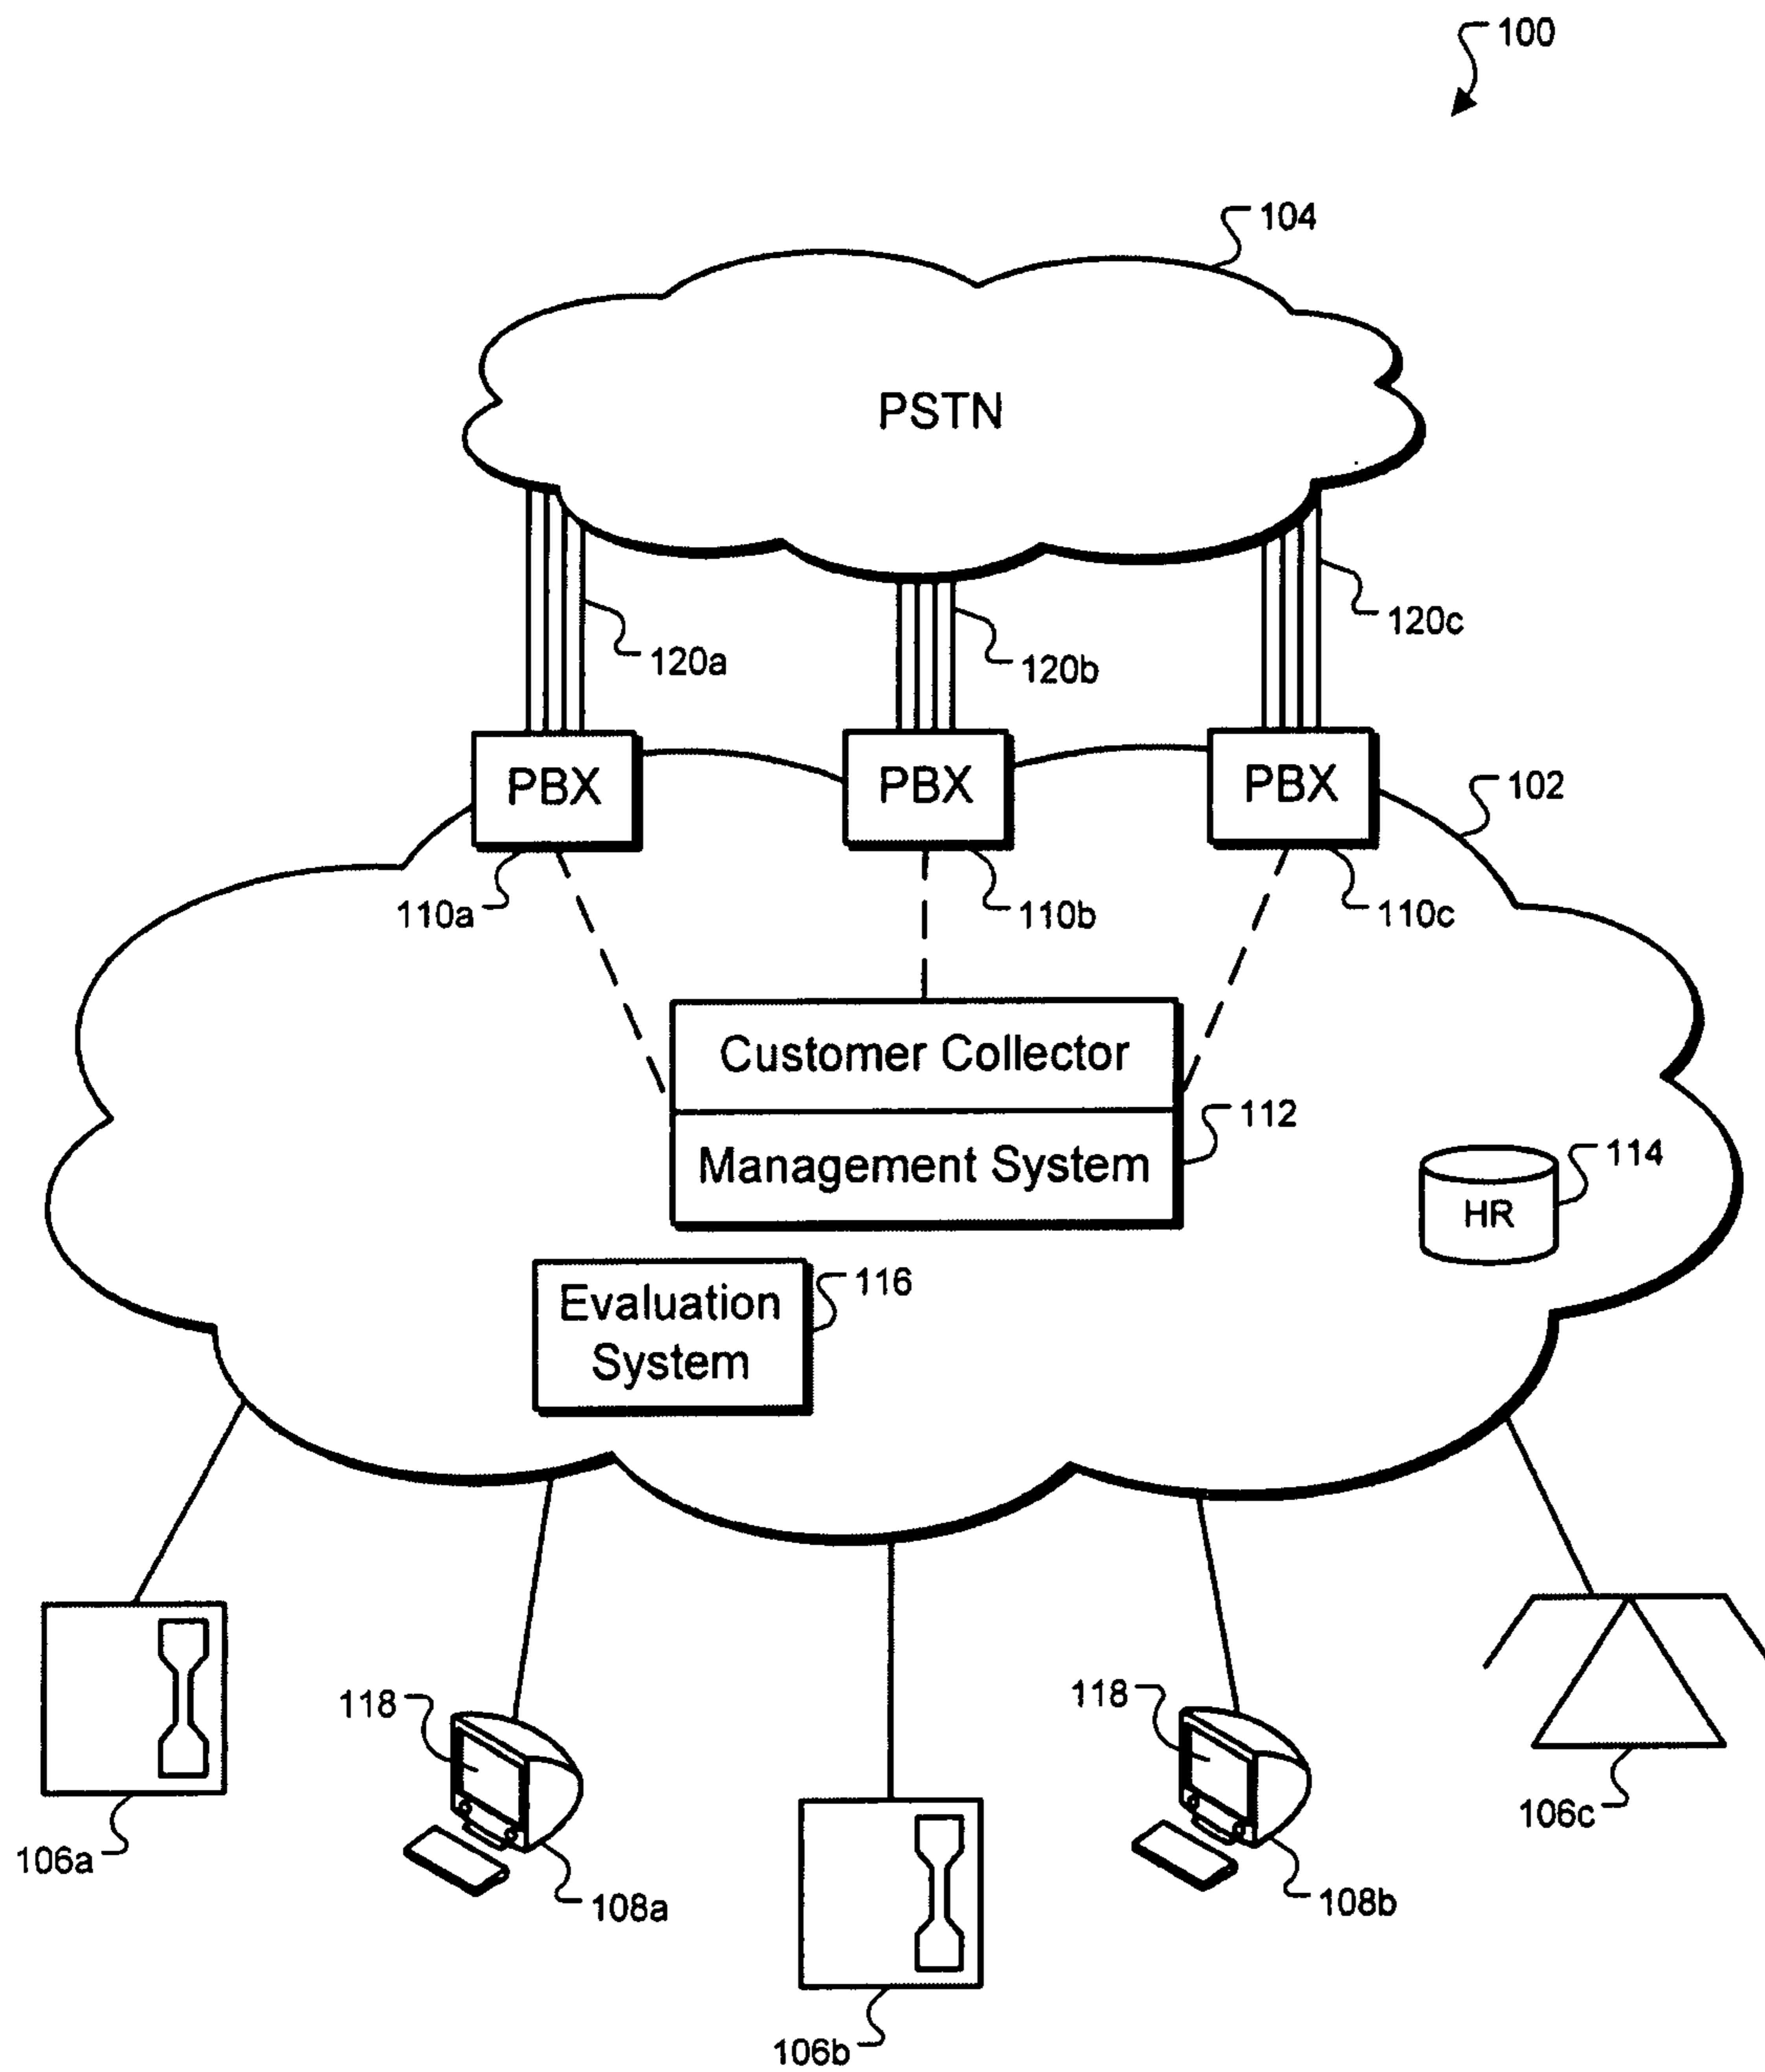 100
104
PSTN
120a
120b
120c
PBX
PBX
PBX
102
110a
110b
110c
Customer Collector
Management System
112
114
HR
116
Evaluation
System
118
118
106a
108a
106b
108b
106c